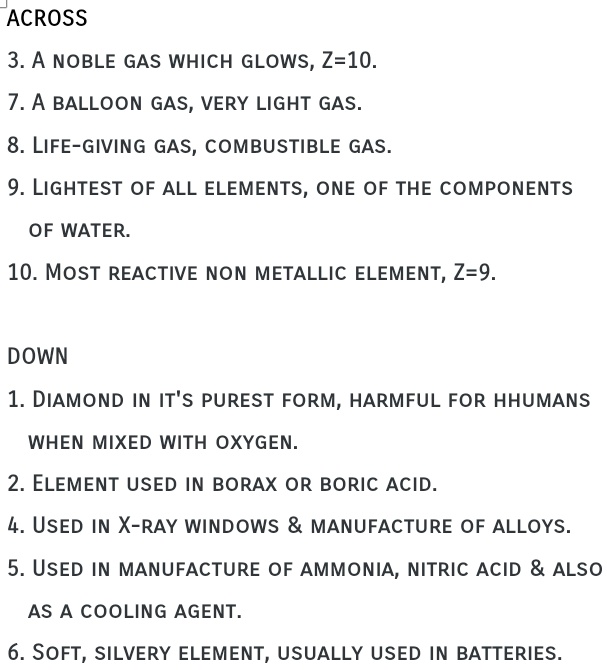 ACROSS
3. A NOBLE GAS WHICH GLOWS, Z=10.
7. A BALLOON GAS, VERY LIGHT GAS.
8. LIFE-GIVING GAS, COMBUSTIBLE GAS.
9. LIGHTEST OF ALL ELEMENTS, ONE OF THE COMPONENTS
OF WATER.
10. MOST REACTIVE NON METALLIC ELEMENT, Z=9.
DOWN
1. DIAMOND IN IT'S PUREST FORM, HARMFUL FOR HHUMANS
WHEN MIXED WITH OXYGEN.
2. ELEMENT USED IN BORAX OR BORIC ACID.
4. USED IN X-RAY WINDOWS & MANUFACTURE OF ALLOYS.
5. USED IN MANUFACTURE OF AMMONIA, NITRIC ACID & ALSO
AS A COOLING AGENT.
6. SOFT, SILVERY ELEMENT, USUALLY USED IN BATTERIES.